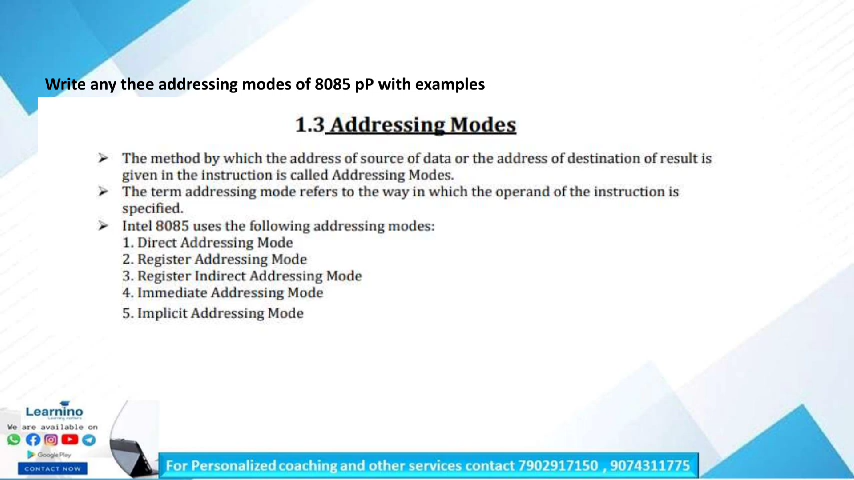 Write any thee addressing modes of 8085 pP with examples
1.3 Addressing Modes
➤ The method by which the address of source of data or the address of destination of result is
given in the instruction is called Addressing Modes.
➤ The term addressing mode refers to the way in which the operand of the instruction is
specified.
➤ Intel 8085 uses the following addressing modes:
1. Direct Addressing Mode
2. Register Addressing Mode
3. Register Indirect Addressing Mode
4. Immediate Addressing Mode
5. Implicit Addressing Mode
Learnino
We are available on
Google Play
CONTACT NOW
For Personalized coaching and other services contact 7902917150 , 9074311775